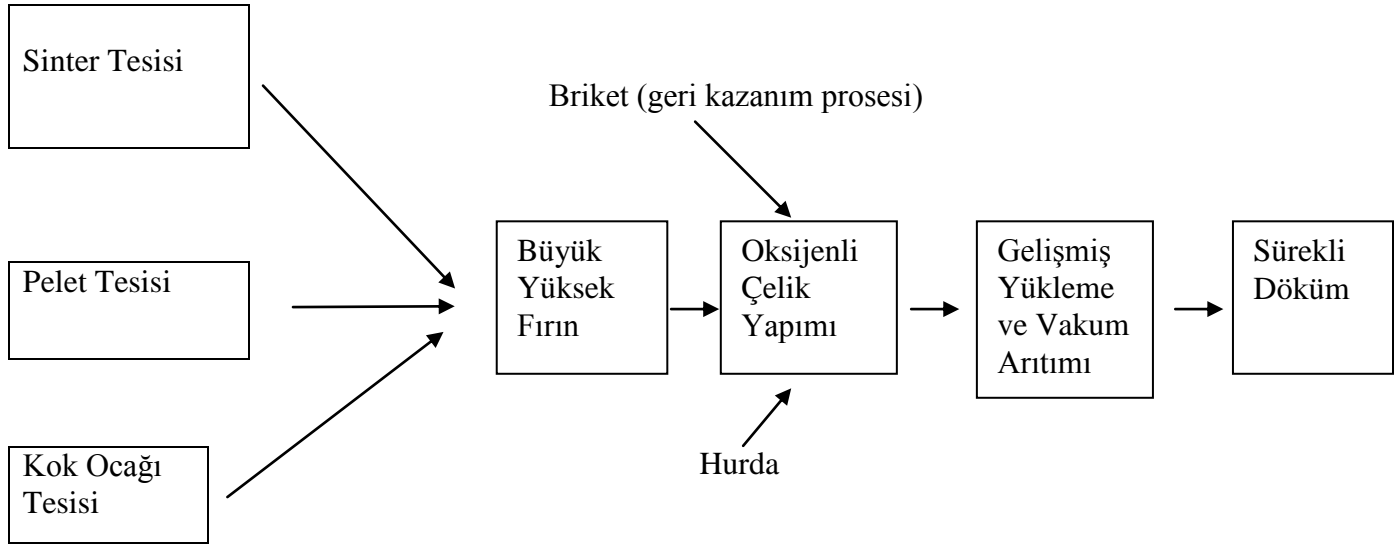 Sinter Tesisi
Briket (geri kazanım prosesi)
Pelet Tesisi
Büyük
Yüksek
Fırın
Oksijenli
Çelik
Yapımı
Gelişmiş
Yükleme
ve Vakum
Arıtımı
Sürekli
Döküm
Kok Ocağı
Tesisi
Hurda